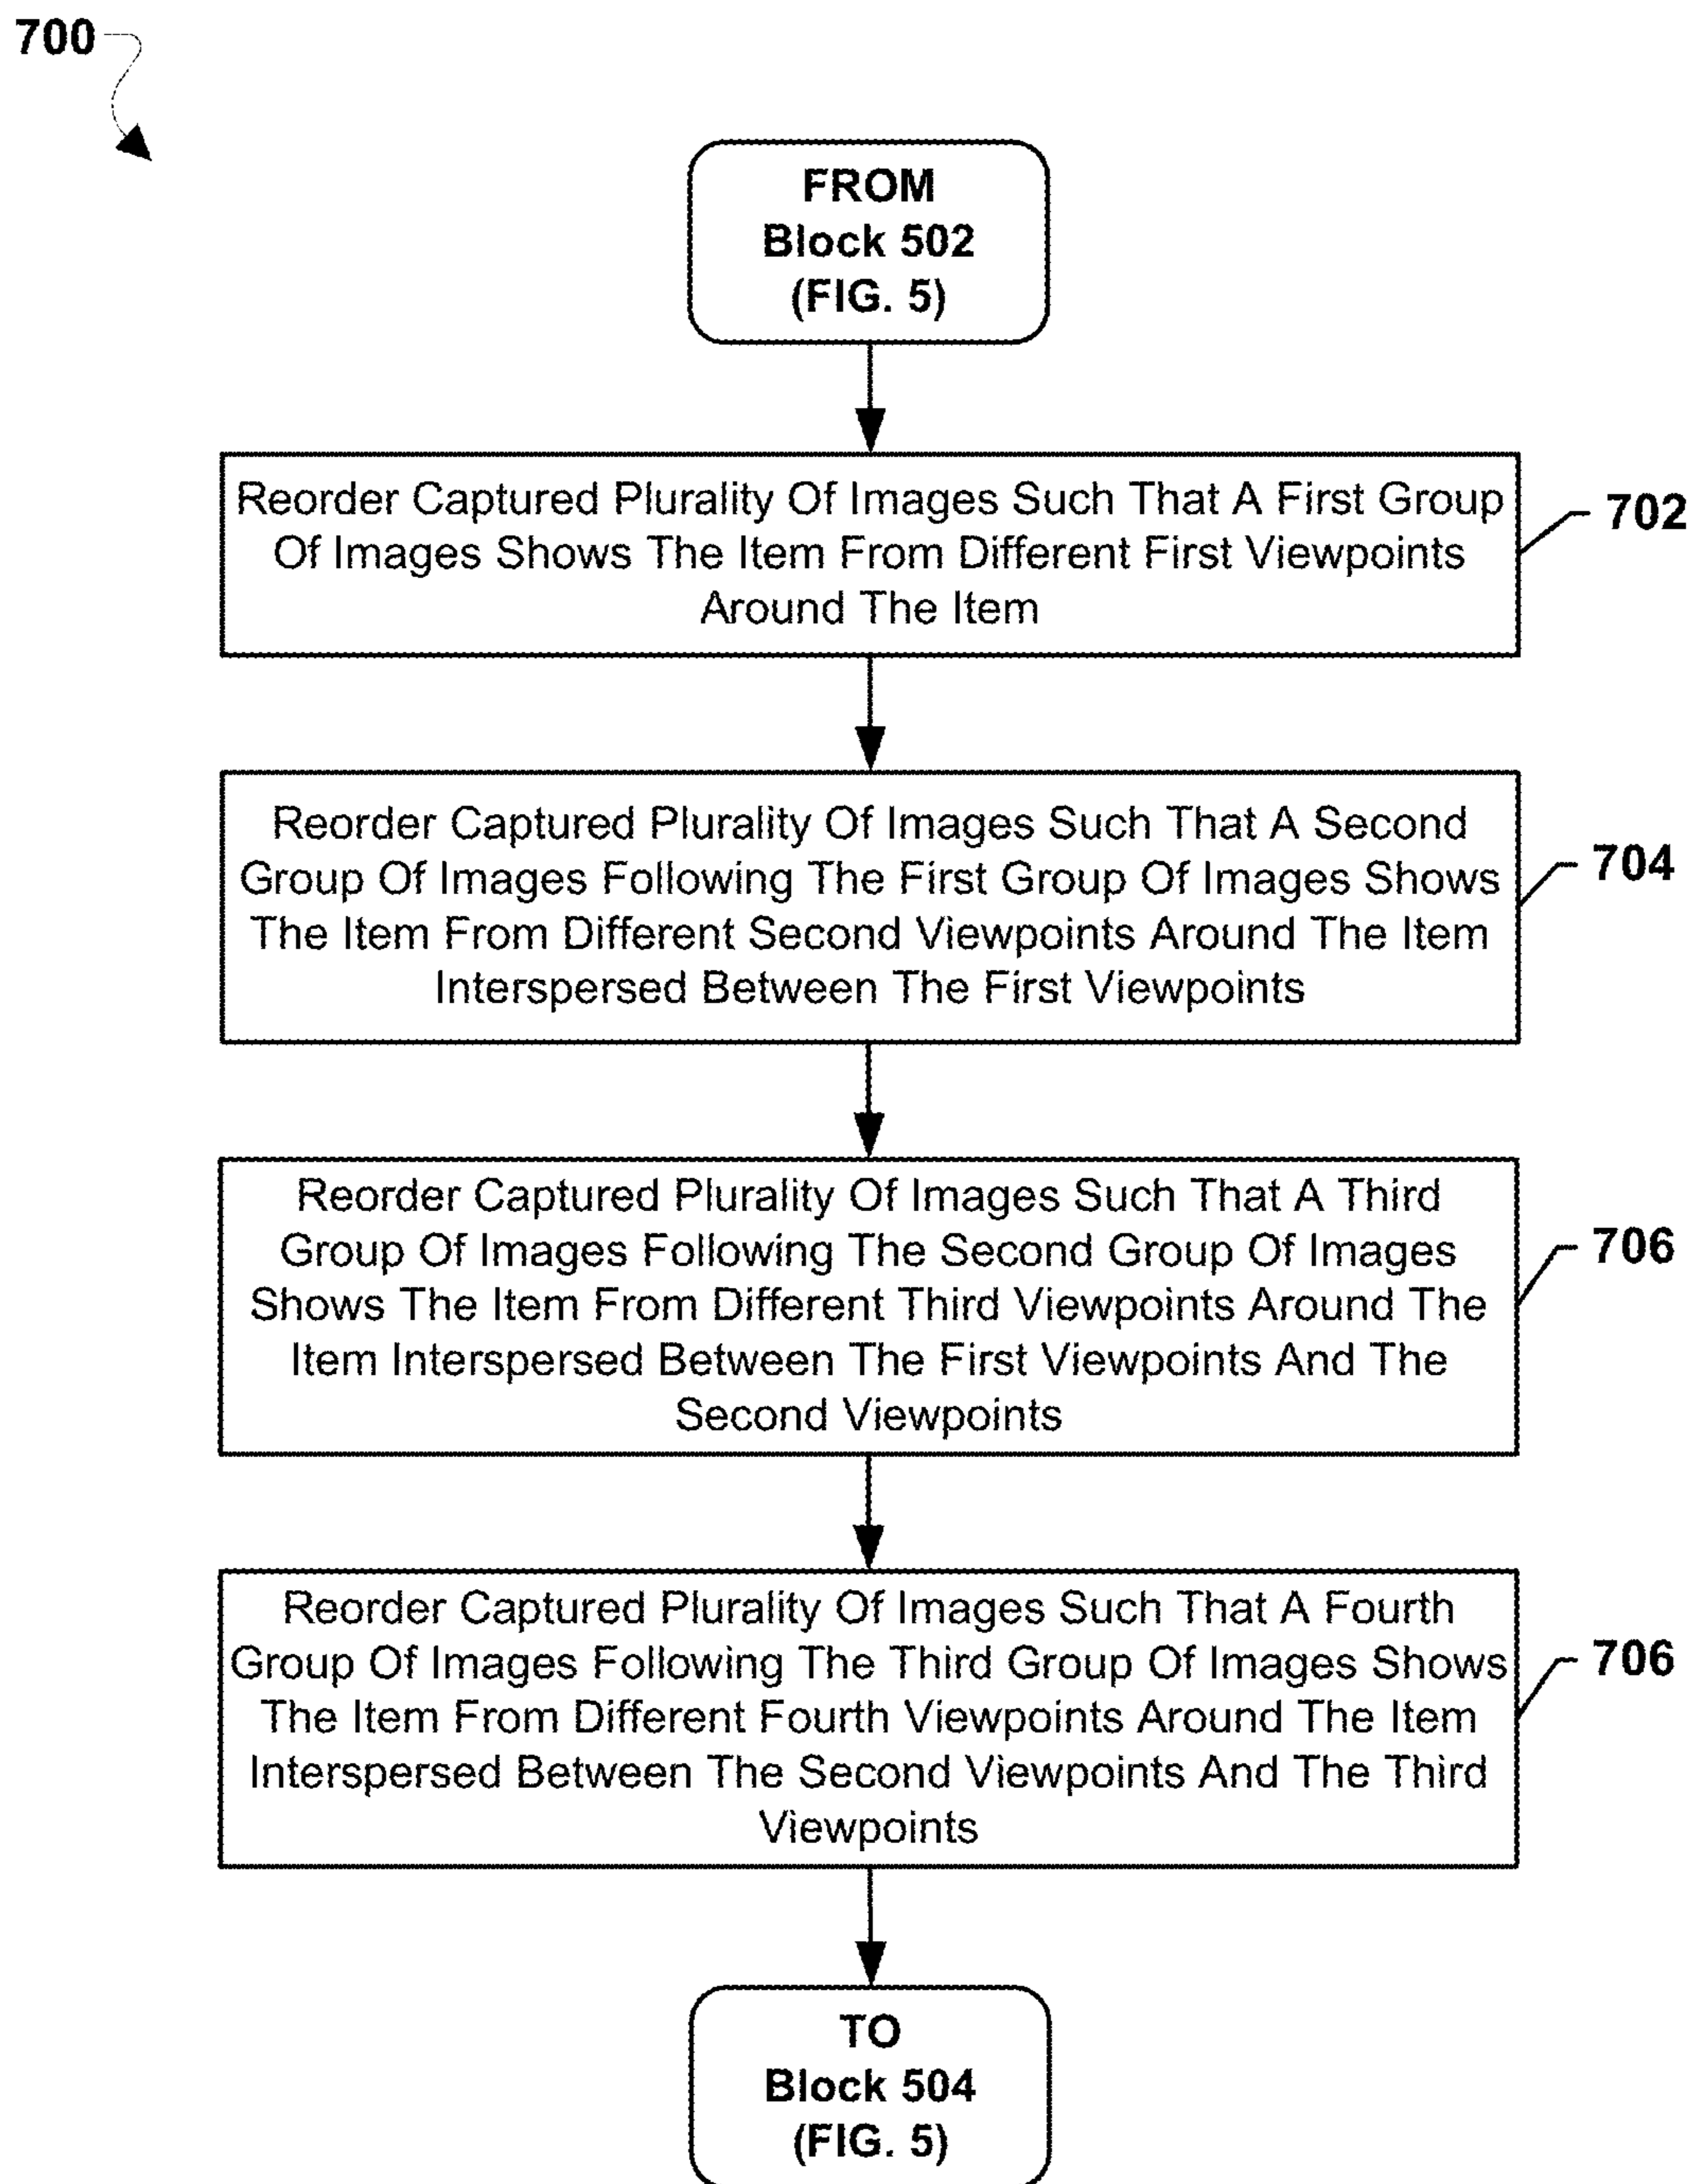 700
FROM
Block 502
(FIG. 5)
Reorder Captured Plurality Of Images Such That A First Group
Of Images Shows The Item From Different First Viewpoints
Around The Item
702
Reorder Captured Plurality Of Images Such That A Second
Group Of Images Following The First Group Of Images Shows
The Item From Different Second Viewpoints Around The Item
Interspersed Between The First Viewpoints
704
Reorder Captured Plurality Of Images Such That A Third
Group Of Images Following The Second Group Of Images
Shows The Item From Different Third Viewpoints Around The
Item Interspersed Between The First Viewpoints And The
Second Viewpoints
706
Reorder Captured Plurality Of Images Such That A Fourth
Group Of Images Following The Third Group Of Images Shows
The Item From Different Fourth Viewpoints Around The Item
Interspersed Between The Second Viewpoints And The Third
Viewpoints
706
TO
Block 504
(FIG. 5)